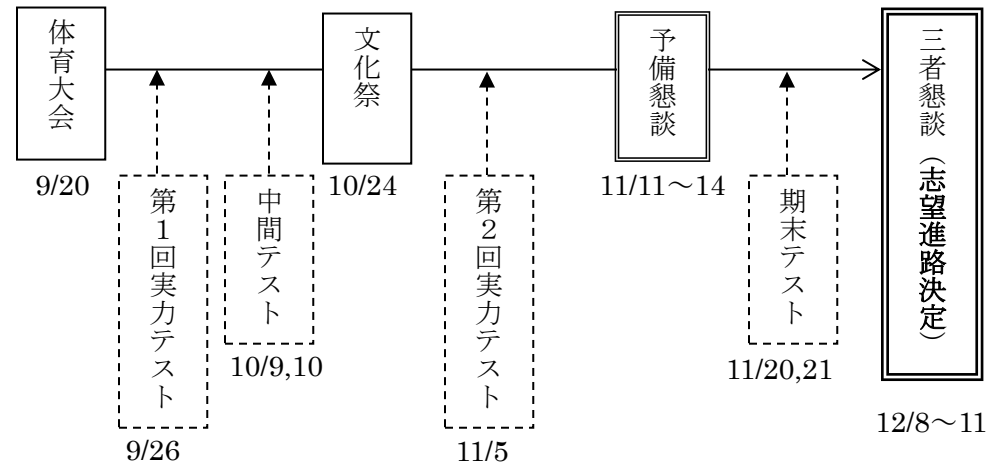 体育大会
9/20
第1回実力テスト
9/26
中間テスト
10/9,10
文化祭
10/24
第2回実力テスト
11/5
予備懇談
11/11～14
期末テスト
11/20,21
三者懇談（志望進路決定）
12/8～11